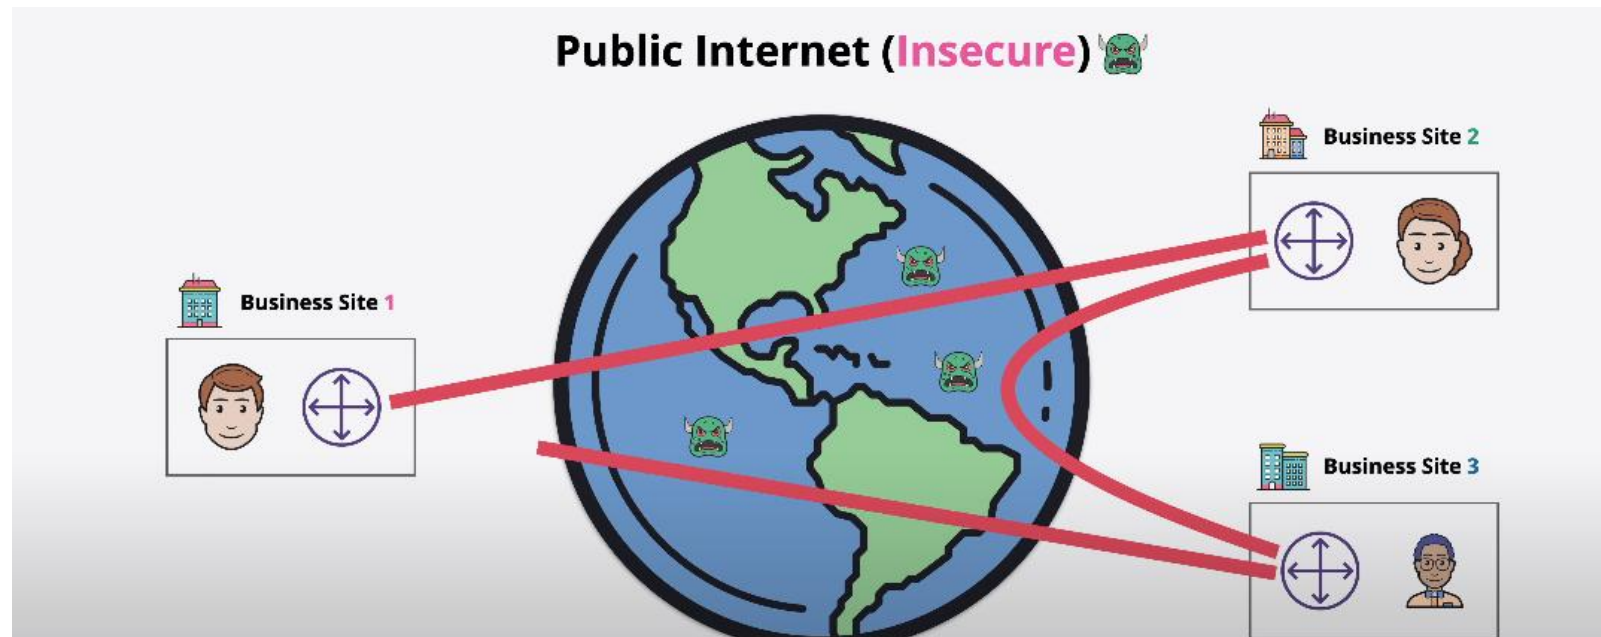 Public Internet (Insecure)
Business Site 2
Business Site 1
Business Site 3